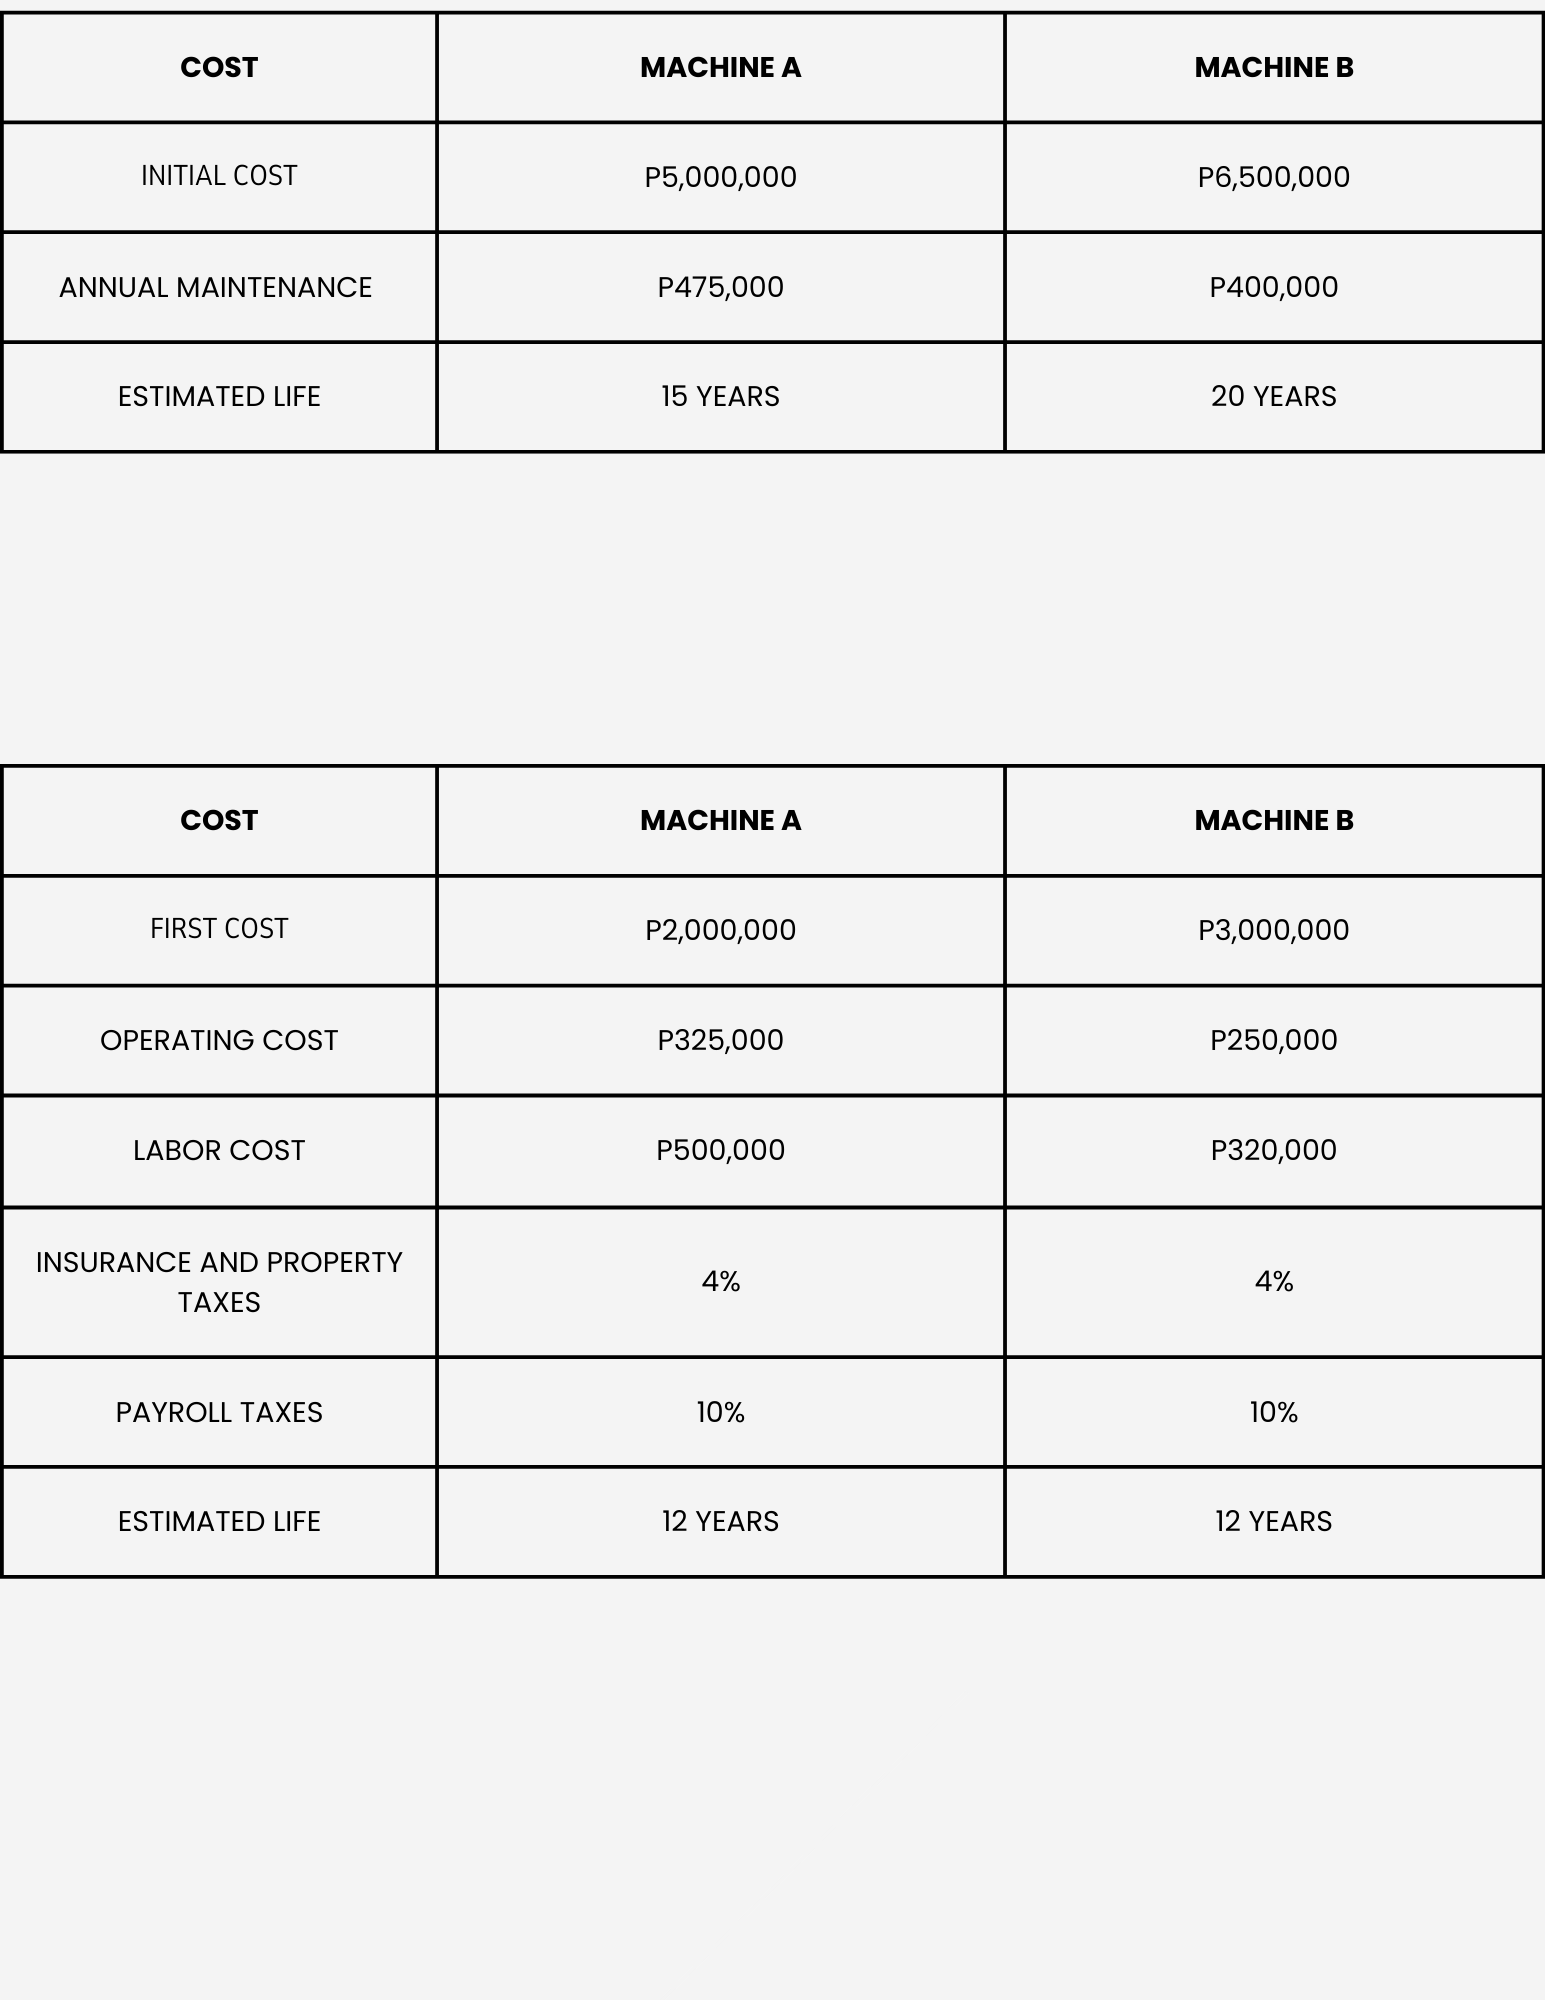 COST MACHINE A MACHINE B
INITIAL COST P5,000,000 P6,500,000
ANNUAL MAINTENANCE P475,000 P400,000
ESTIMATED LIFE 15 YEARS 20 YEARS
COST MACHINE A MACHINE B
FIRST COST P2,000,000 P3,000,000
OPERATING COST P325,000 P250,000
LABOR COST P500,000 P320,000
INSURANCE AND PROPERTY
TAXES 4% 4%
PAYROLL TAXES 10% 10%
ESTIMATED LIFE 12 YEARS 12 YEARS